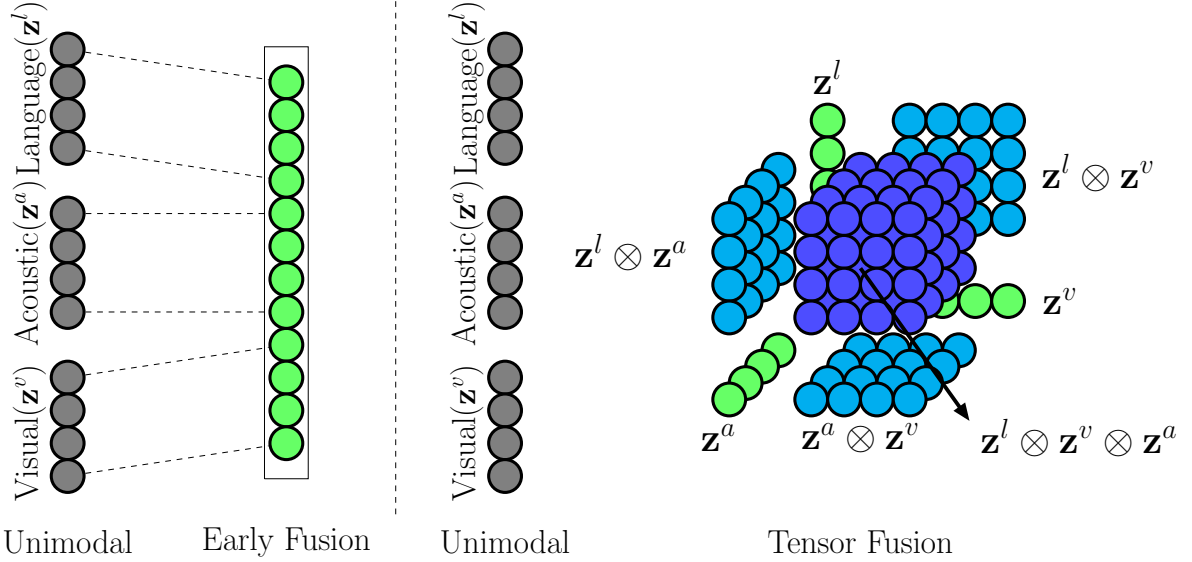 Language(z^l)
Acoustic(z^a)
Visual(z^v)
Unimodal
Early Fusion
Language(z^l)
Acoustic(z^a)
Visual(z^v)
Unimodal
z^l
z^l ⊗ z^v
z^l ⊗ z^a
z^v
z^a
z^a ⊗ z^v
z^l ⊗ z^v ⊗ z^a
Tensor Fusion